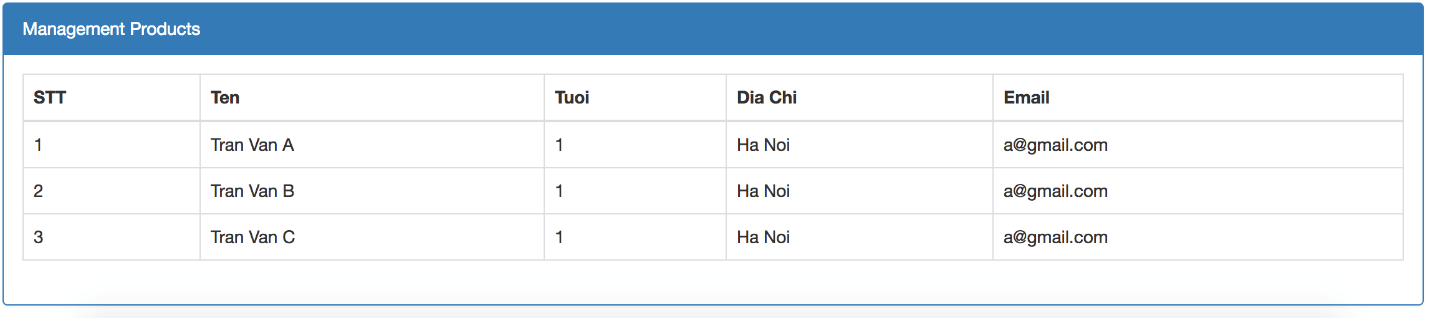 Management Products
STT Ten Tuoi Dia Chi Email
1 Tran Van A 1 Ha Noi a@gmail.com
2 Tran Van B 1 Ha Noi a@gmail.com
3 Tran Van C 1 Ha Noi a@gmail.com